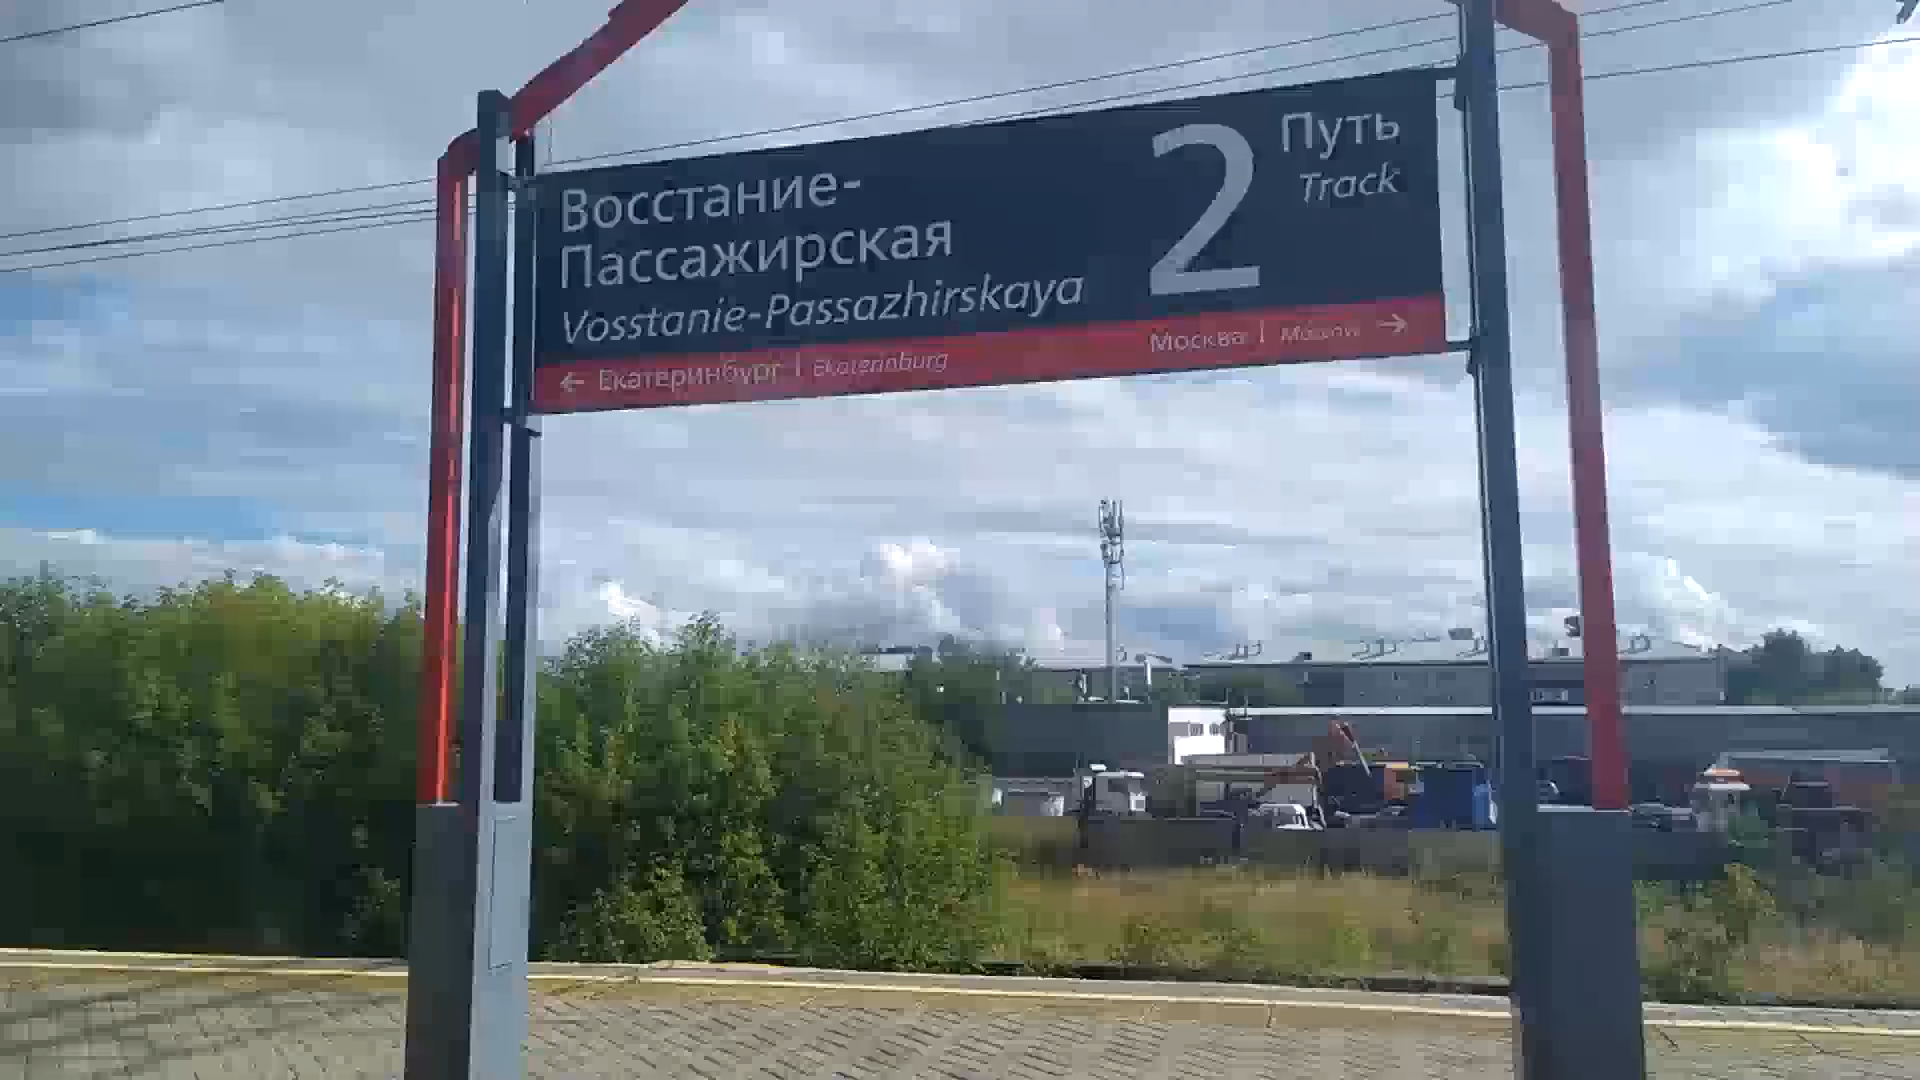 Восстание-
Пассажирская
Vosstanie-Passazhirskaya
2
Путь
Track
← Екатеринбург | Ekaterinburg
Москва | Moscow →